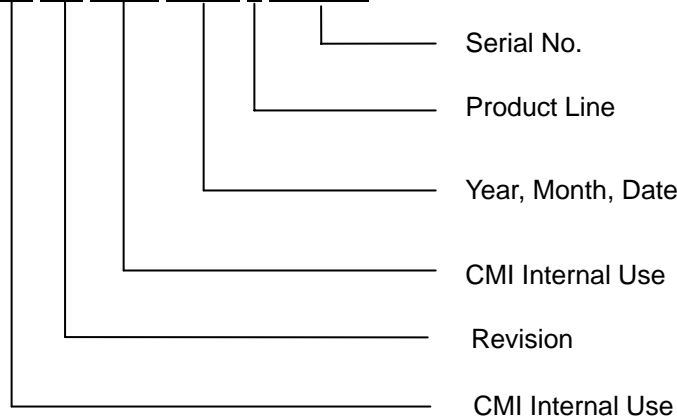 Serial No.
Product Line
Year, Month, Date
CMI Internal Use
Revision
CMI Internal Use